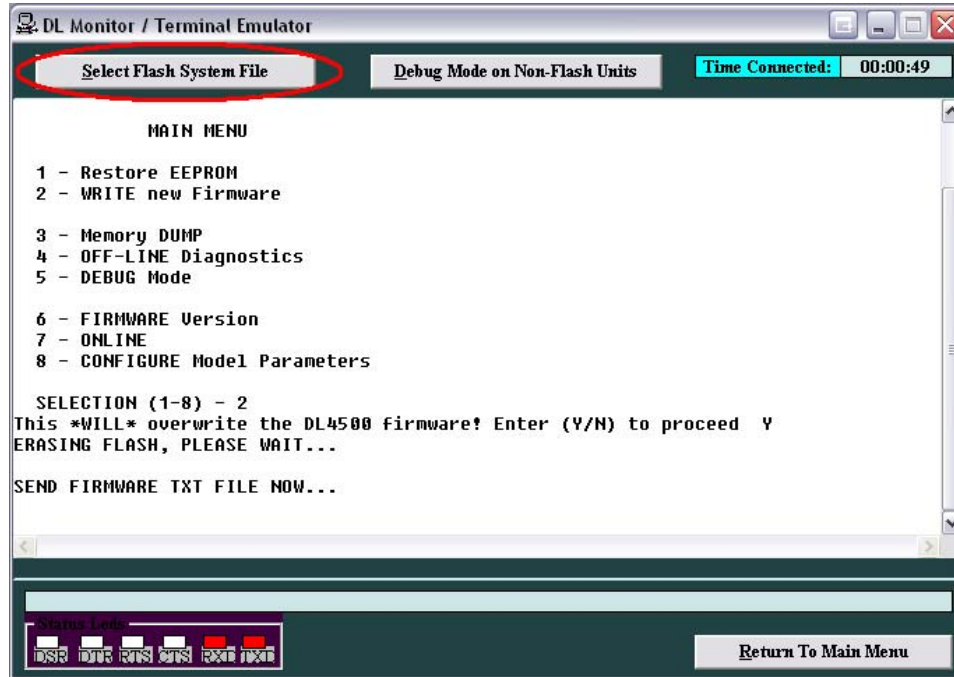 DL Monitor / Terminal Emulator
Select Flash System File
Debug Mode on Non-Flash Units
Time Connected: 00:00:49
MAIN MENU
1 - Restore EEPROM
2 - WRITE new Firmware
3 - Memory DUMP
4 - OFF-LINE Diagnostics
5 - DEBUG Mode
6 - FIRMWARE Version
7 - ONLINE
8 - CONFIGURE Model Parameters
SELECTION (1-8) - 2
This *WILL* overwrite the DL4500 firmware! Enter (Y/N) to proceed Y
ERASING FLASH, PLEASE WAIT...
SEND FIRMWARE TXT FILE NOW...
Status Leds
DSR DTR RTS CTS RXD TXD
Return To Main Menu